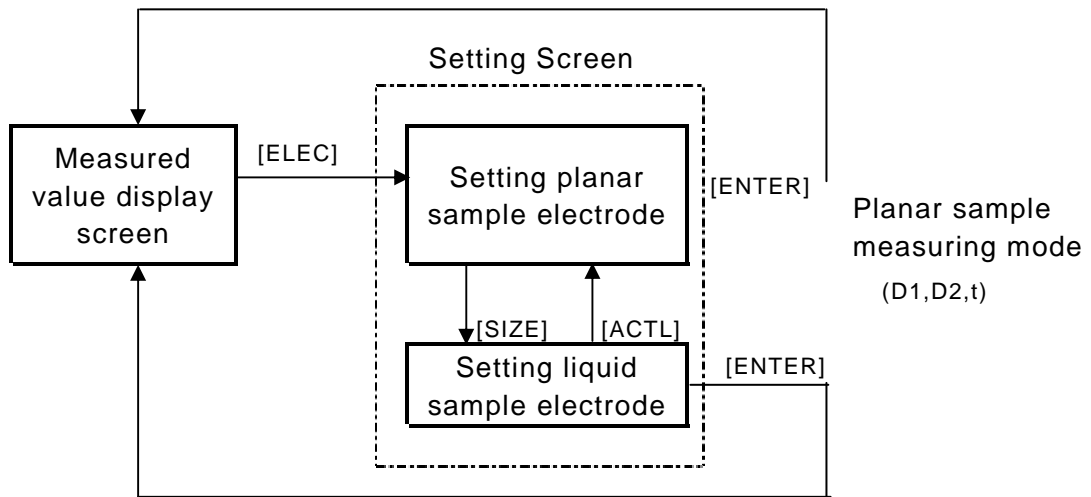 Setting Screen
Measured
value display
screen
[ELEC]
Setting planar
sample electrode
[ENTER]
Planar sample
measuring mode
(D1,D2,t)
[SIZE]
[ACTL]
Setting liquid
sample electrode
[ENTER]